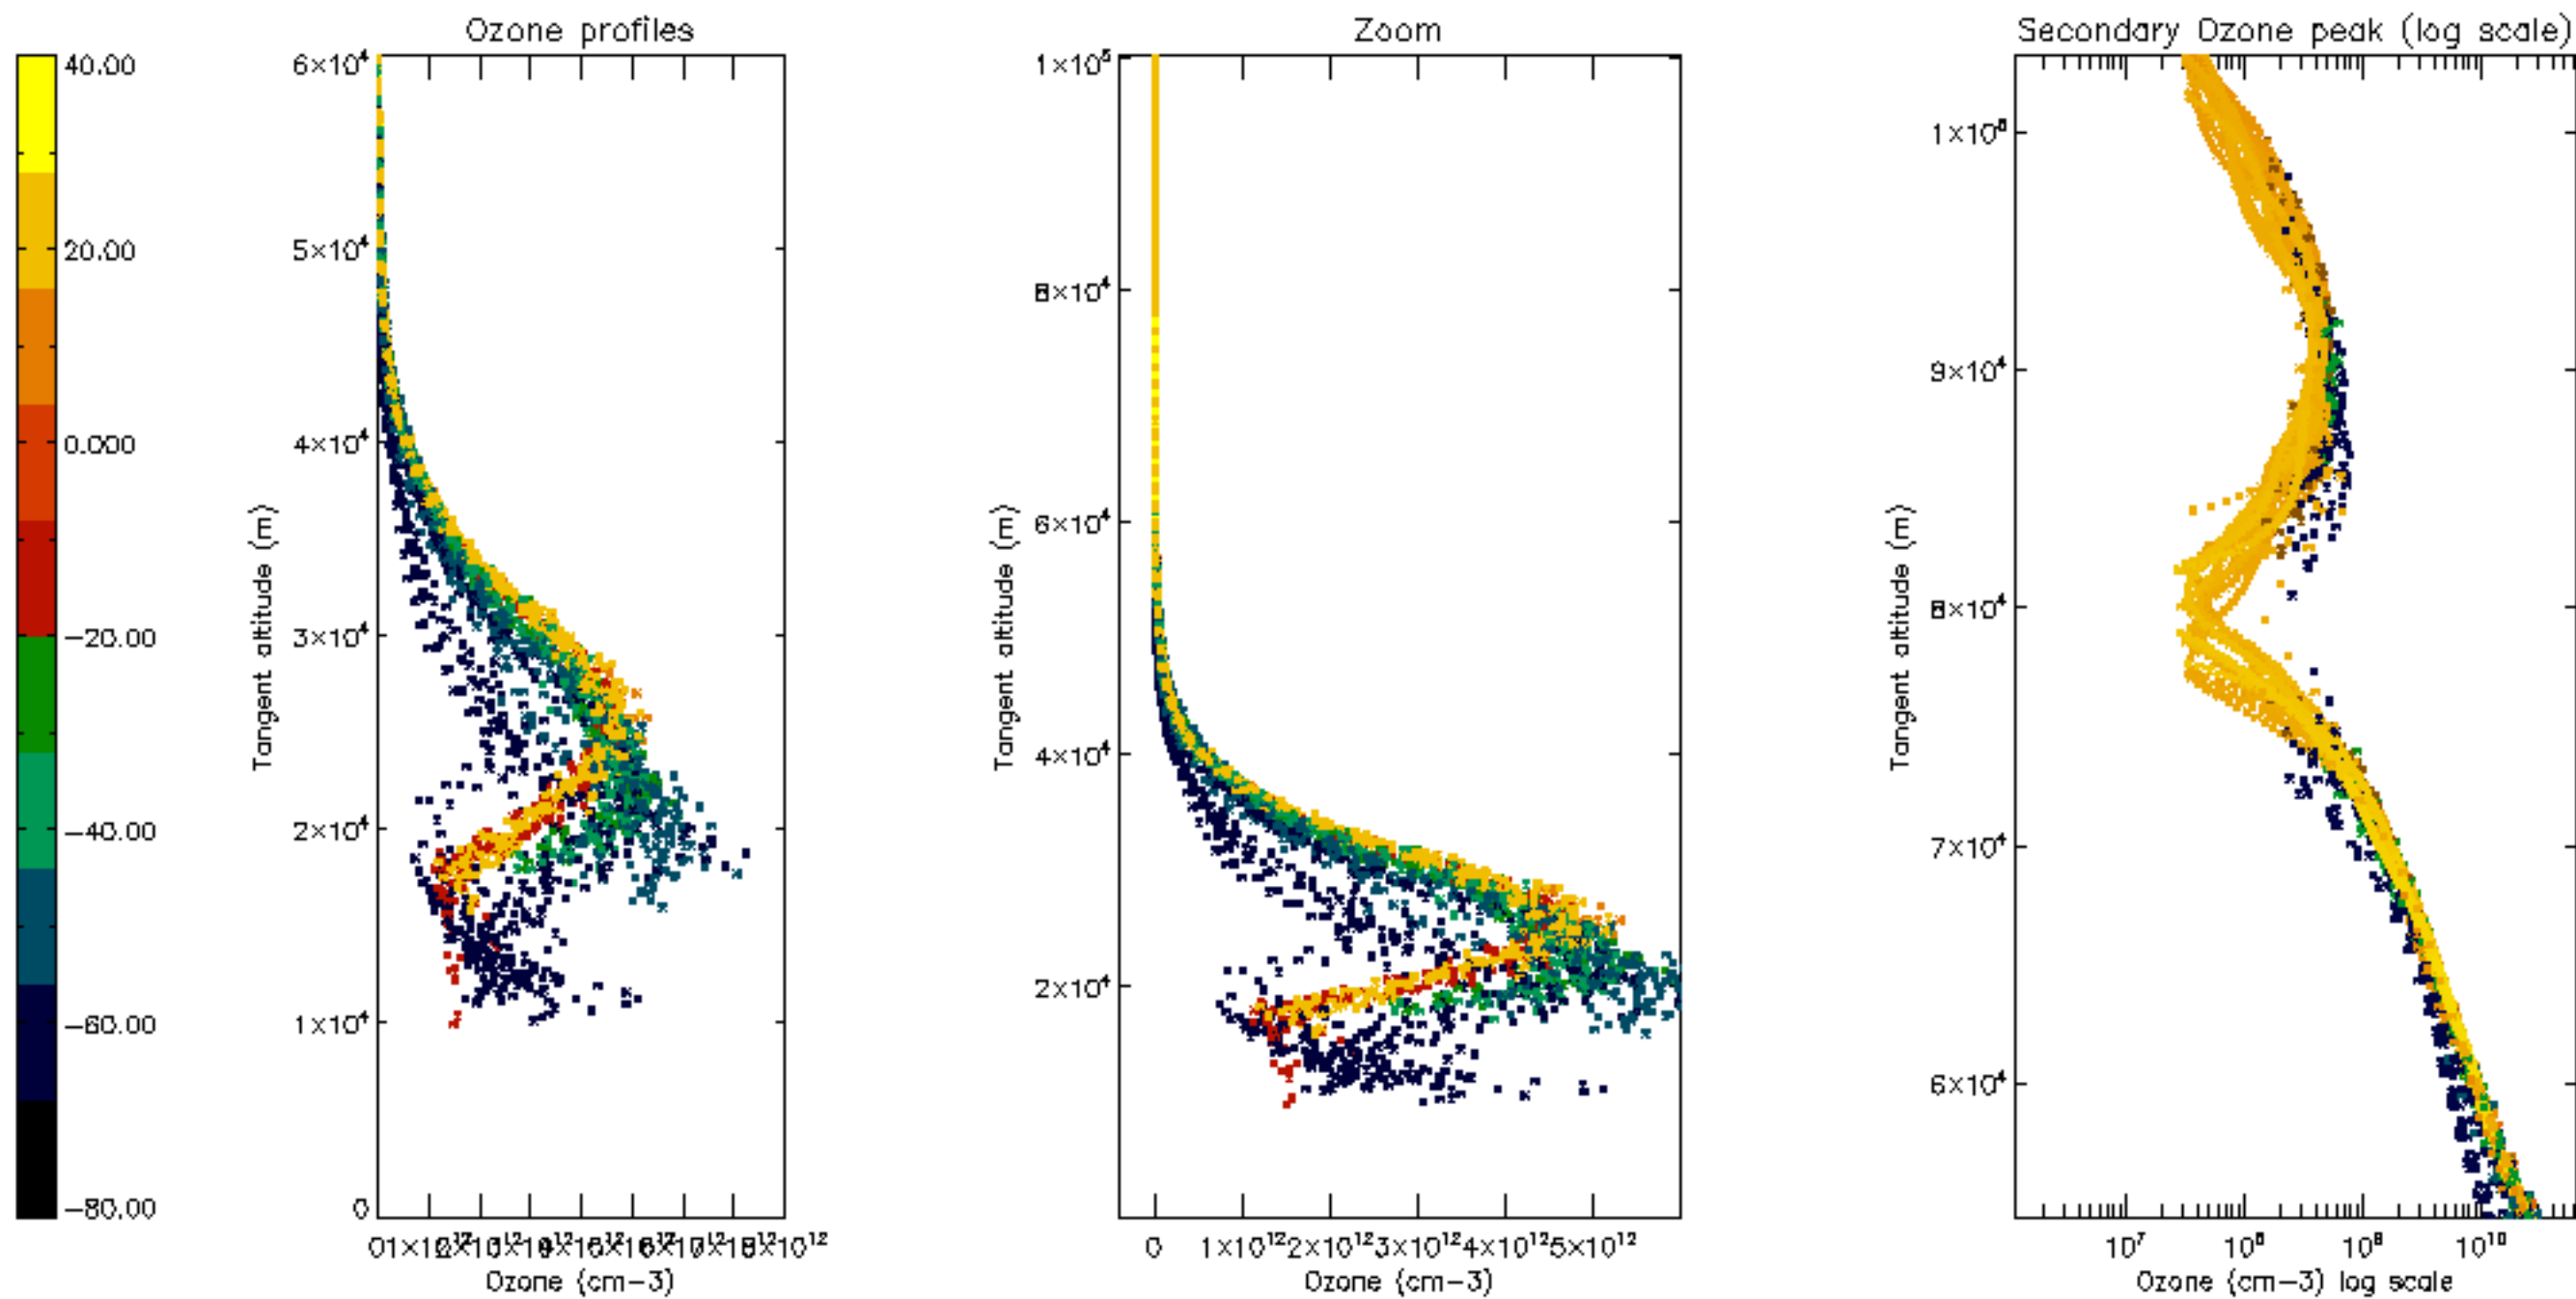 Ozone profiles
Zoom
Secondary Ozone peak (log scale)
40.00
20.00
0.000
−20.00
−40.00
−60.00
−80.00
6×10⁴
5×10⁴
4×10⁴
3×10⁴
2×10⁴
1×10⁴
0
Tangent altitude (m)
Ozone (cm−3)
1×10⁵
8×10⁴
6×10⁴
4×10⁴
2×10⁴
Tangent altitude (m)
0 1×10¹² 2×10¹² 3×10¹² 4×10¹² 5×10¹²
Ozone (cm−3)
9×10⁴
8×10⁴
7×10⁴
6×10⁴
Tangent altitude (m)
10⁷ 10⁸ 10⁹ 10¹⁰
Ozone (cm−3) log scale